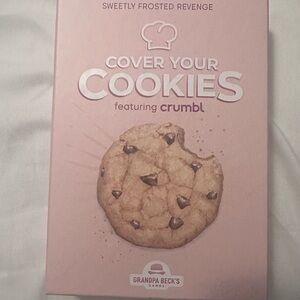 SWEETLY FROSTED REVENGE
COVER YOUR
COOKIES
featuring crumbl
GRANDPA BECK'S
GAMES